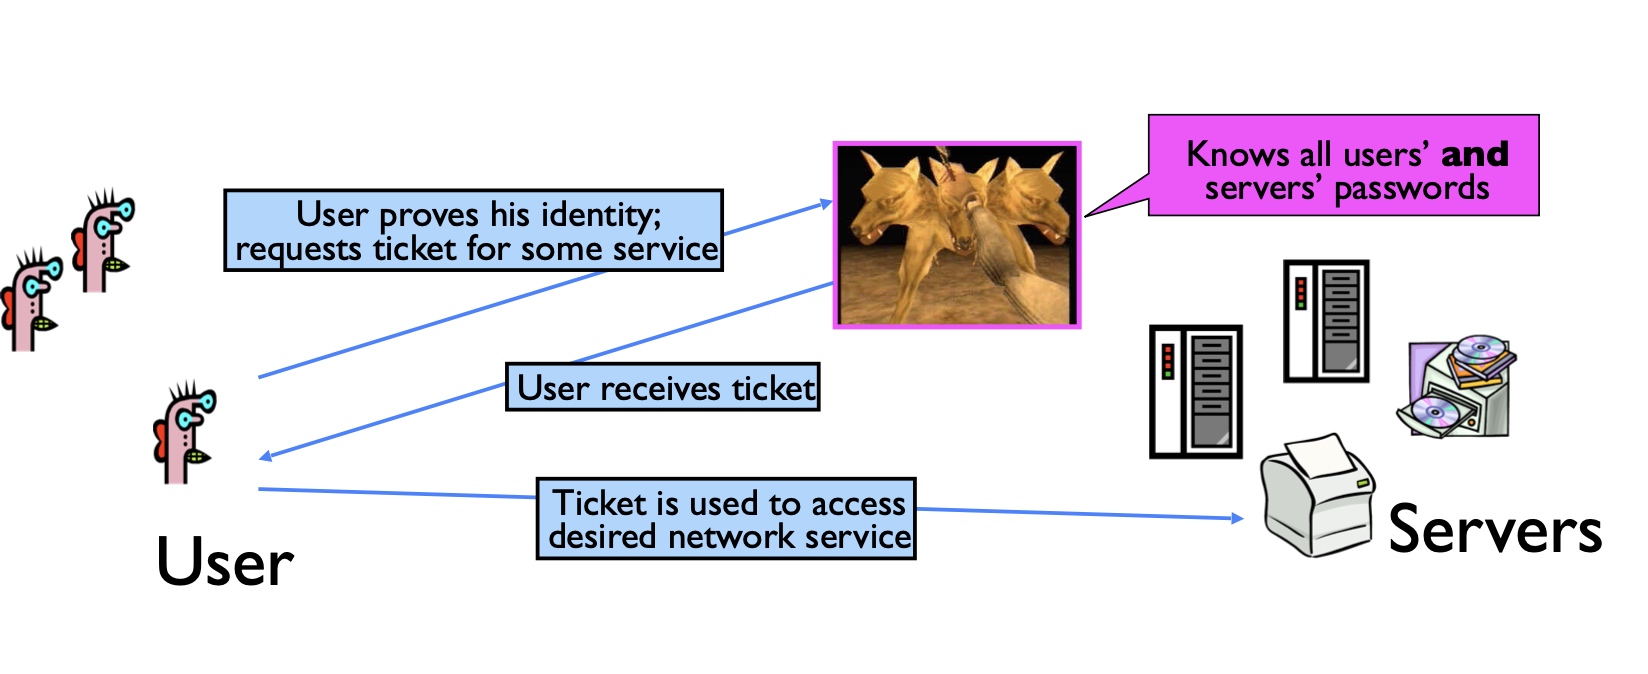 Knows all users’ and
servers’ passwords
User proves his identity;
requests ticket for some service
User receives ticket
Ticket is used to access
desired network service
User
Servers